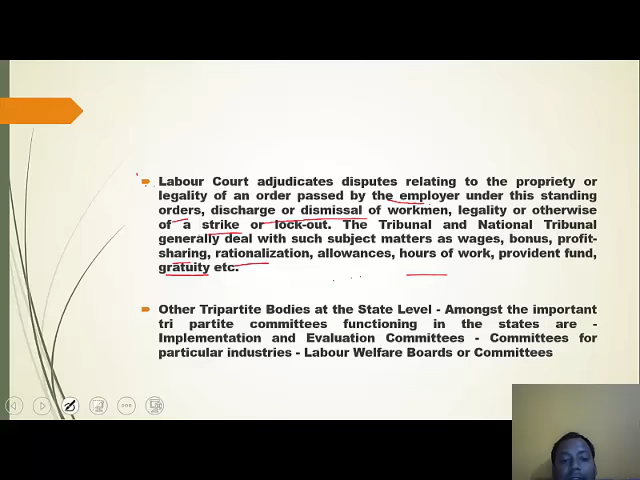 Labour Court adjudicates disputes relating to the propriety or
legality of an order passed by the employer under this standing
orders, discharge or dismissal of workmen, legality or otherwise
of a strike or lock-out. The Tribunal and National Tribunal
generally deal with such subject matters as wages, bonus, profit-
sharing, rationalization, allowances, hours of work, provident fund,
gratuity etc.
Other Tripartite Bodies at the State Level - Amongst the important
tri partite committees functioning in the states are -
Implementation and Evaluation Committees - Committees for
particular industries - Labour Welfare Boards or Committees